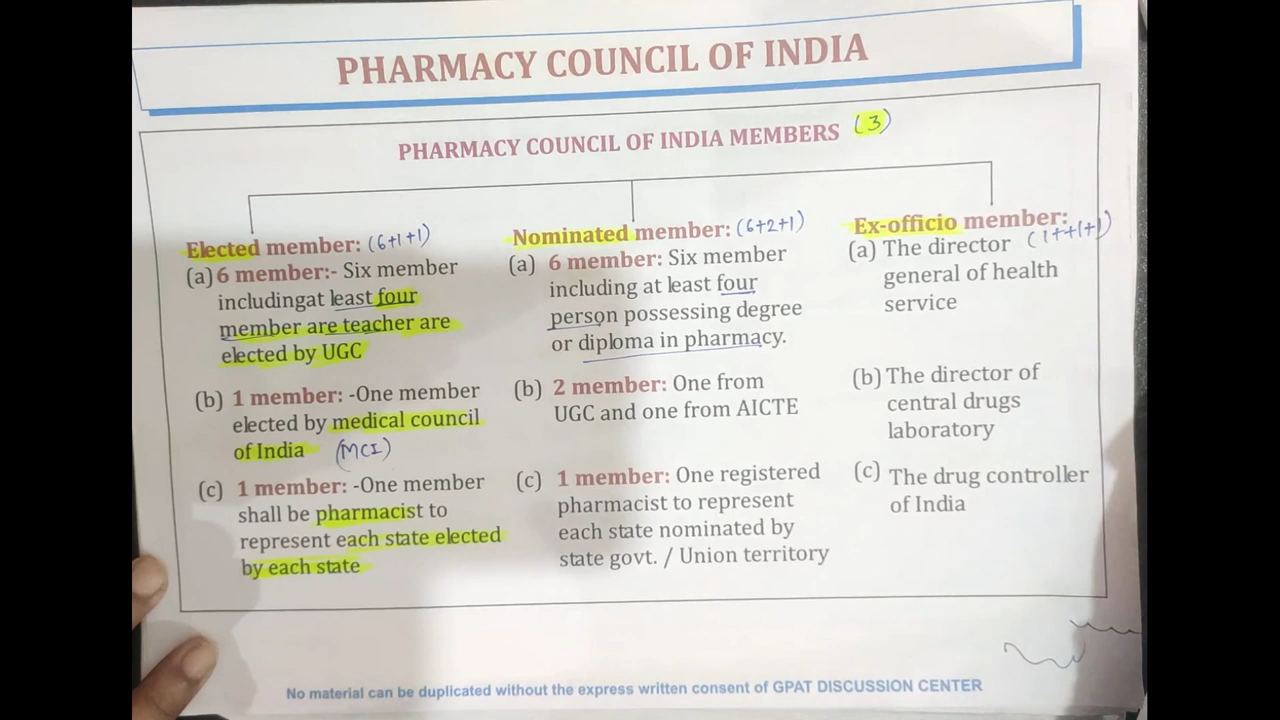 PHARMACY COUNCIL OF INDIA
PHARMACY COUNCIL OF INDIA MEMBERS (3)
Elected member: (6+1+1)
(a) 6 member:- Six member
includingat least four
member are teacher are
elected by UGC
(b) 1 member: -One member
elected by medical council
of India (MCI)
(c) 1 member: -One member
shall be pharmacist to
represent each state elected
by each state
Nominated member: (6+2+1)
(a) 6 member: Six member
including at least four
person possessing degree
or diploma in pharmacy.
(b) 2 member: One from
UGC and one from AICTE
(c) 1 member: One registered
pharmacist to represent
each state nominated by
state govt. / Union territory
Ex-officio member:
(a) The director (1++1+1)
general of health
service
(b) The director of
central drugs
laboratory
(c) The drug controller
of India
No material can be duplicated without the express written consent of GPAT DISCUSSION CENTER